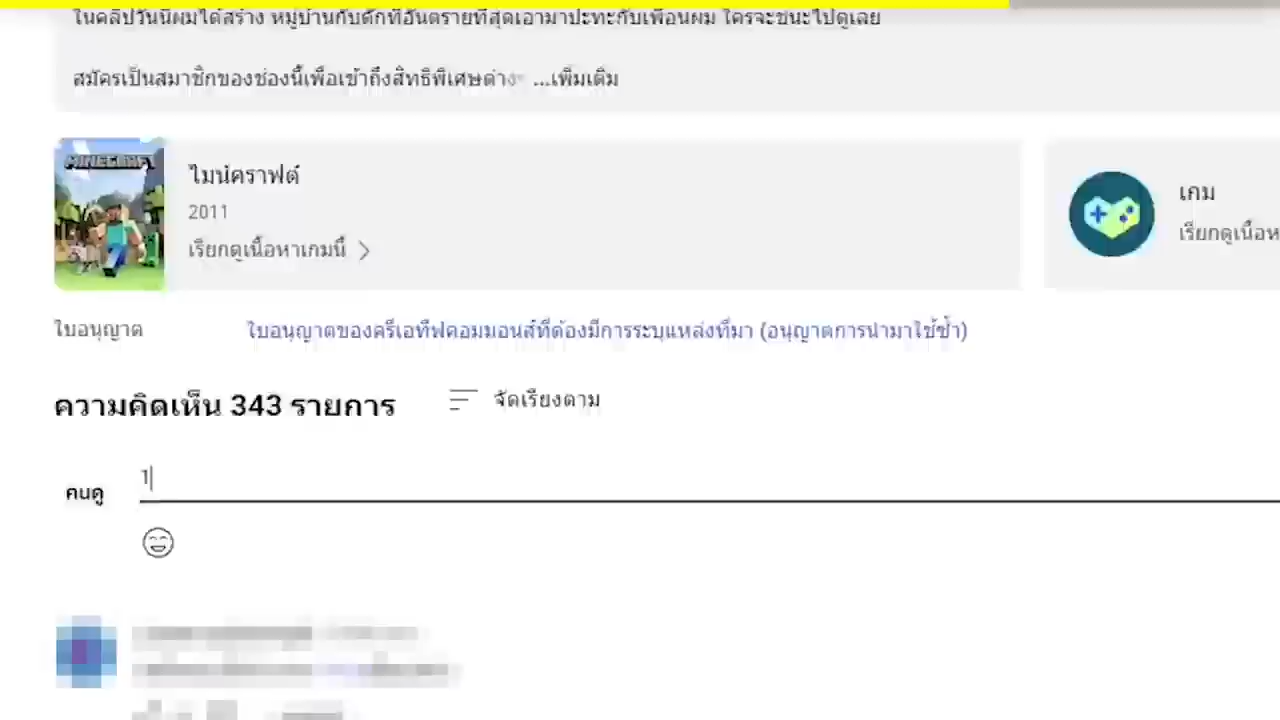 ในคลิปวันนี้ผมได้สร้าง หมู่บ้านกับดักที่อันตรายที่สุดเอามาปะทะกับเพื่อนผม ใครจะชนะไปดูเลย
สมัครเป็นสมาชิกของช่องนี้เพื่อเข้าถึงสิทธิพิเศษต่างๆ ...เพิ่มเติม
MINECRAFT
ไมน์คราฟต์
2011
เรียกดูเนื้อหาเกมนี้
เกม
เรียกดูเนื้อห
ใบอนุญาต
ใบอนุญาตของครีเอทีฟคอมมอนส์ที่ต้องมีการระบุแหล่งที่มา (อนุญาตการนำมาใช้ซ้ำ)
ความคิดเห็น 343 รายการ
จัดเรียงตาม
คนดู
1